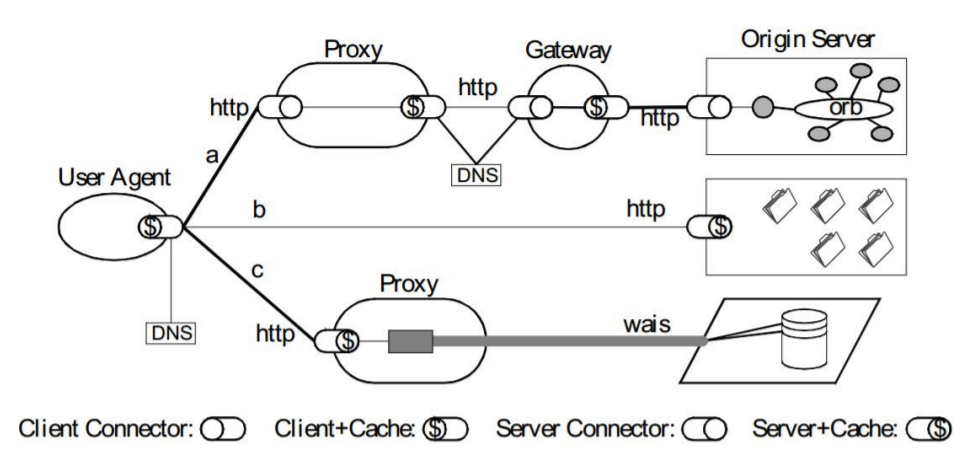 Origin Server
Proxy
Gateway
http
http
http
orb
a
DNS
User Agent
$
$
$
b
http
$
c
Proxy
DNS
http
$
wais
Client Connector:
Client+Cache: $
Server Connector:
Server+Cache: $